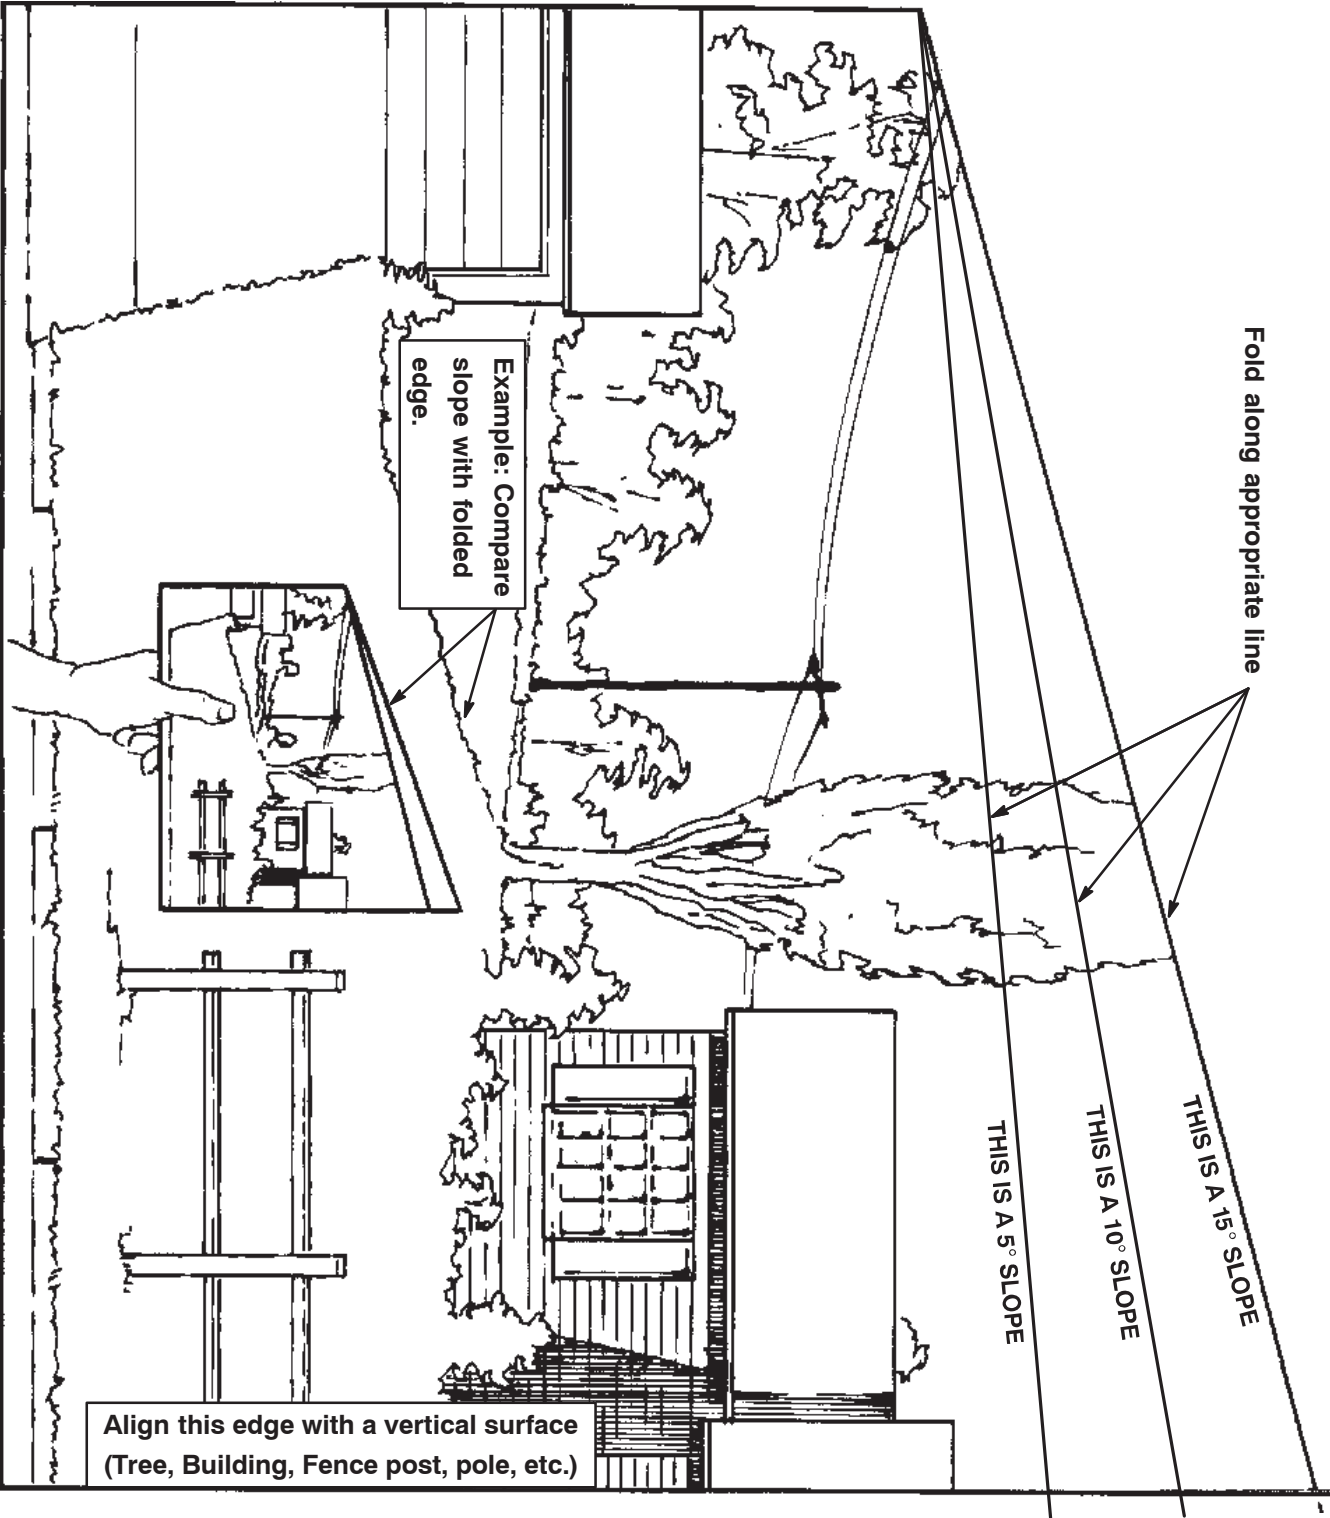 Fold along appropriate line
THIS IS A 15° SLOPE
THIS IS A 10° SLOPE
THIS IS A 5° SLOPE
Example: Compare
slope with folded
edge.
Align this edge with a vertical surface
(Tree, Building, Fence post, pole, etc.)